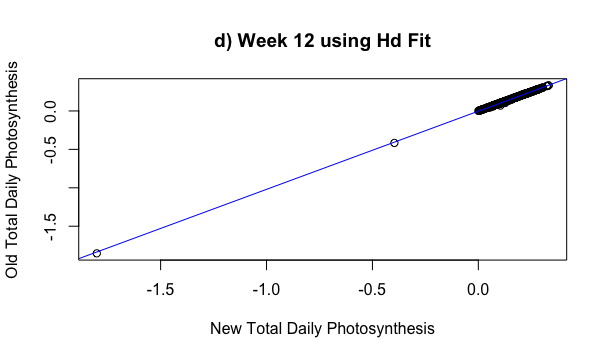 d) Week 12 using Hd Fit
Old Total Daily Photosynthesis
0.0
-0.5
-1.5
-1.5
-1.0
-0.5
0.0
New Total Daily Photosynthesis